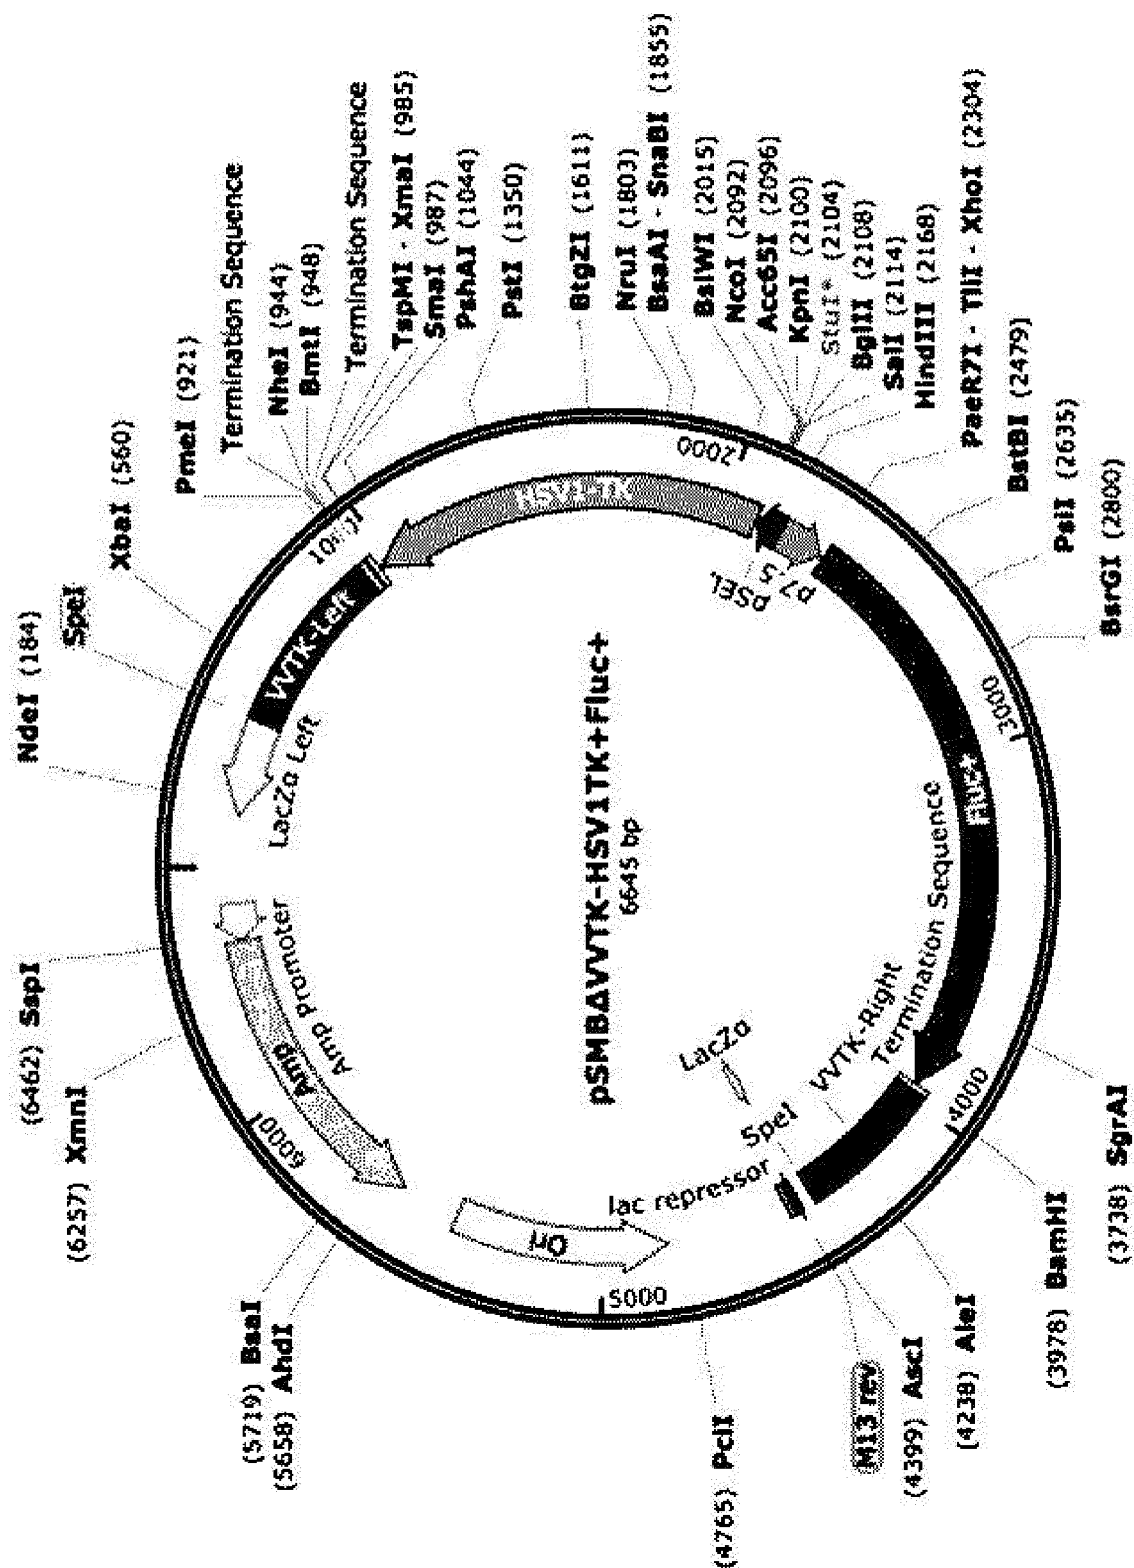 NdeI (184)
SpeI
XbaI (560)
PmeI (921)
Termination Sequence
NheI (944)
BmtI (948)
Termination Sequence
TspMI - XmaI (985)
SmaI (987)
PshAI (1044)
PstI (1350)
BtgZI (1611)
NruI (1803)
BsaAI - SnaBI (1855)
BsiWI (2015)
NcoI (2092)
Acc65I (2096)
KpnI (2100)
StuI* (2104)
BglII (2108)
SalI (2114)
HindIII (2168)
PaeR7I - TliI - XhoI (2304)
BstBI (2479)
PsiI (2635)
BsrGI (2800)
(3738) SgrAI
(3978) BamHI
(4238) AleI
(4399) AscI
M13 rev
(4765) PciI
(5658) AhdI
(5719) BsaI
(6257) XmnI
(6462) SspI
1000
2000
3000
4000
5000
6000
LacZα Left
VVTK-Left
HSV1-TK
pSEL
p7.5
Fluc+
Termination Sequence
VVTK-Right
SpeI
LacZα
lac repressor
Ori
Amp
Amp Promoter
pSMBΔVVTK-HSV1TK+Fluc+
6645 bp